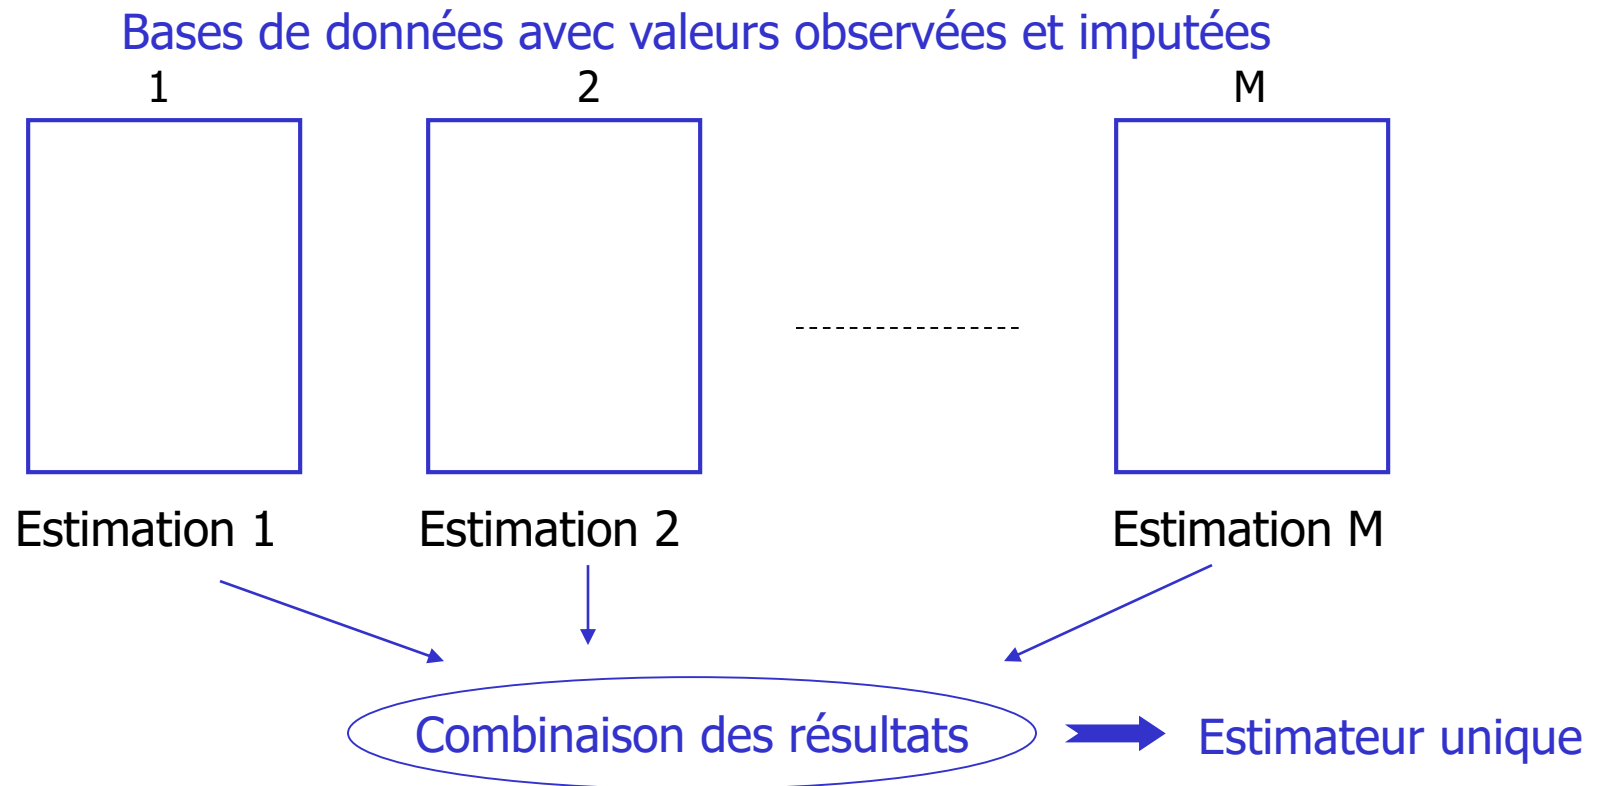 Bases de données avec valeurs observées et imputées
1 2 M
Estimation 1 Estimation 2 Estimation M
Combinaison des résultats Estimateur unique